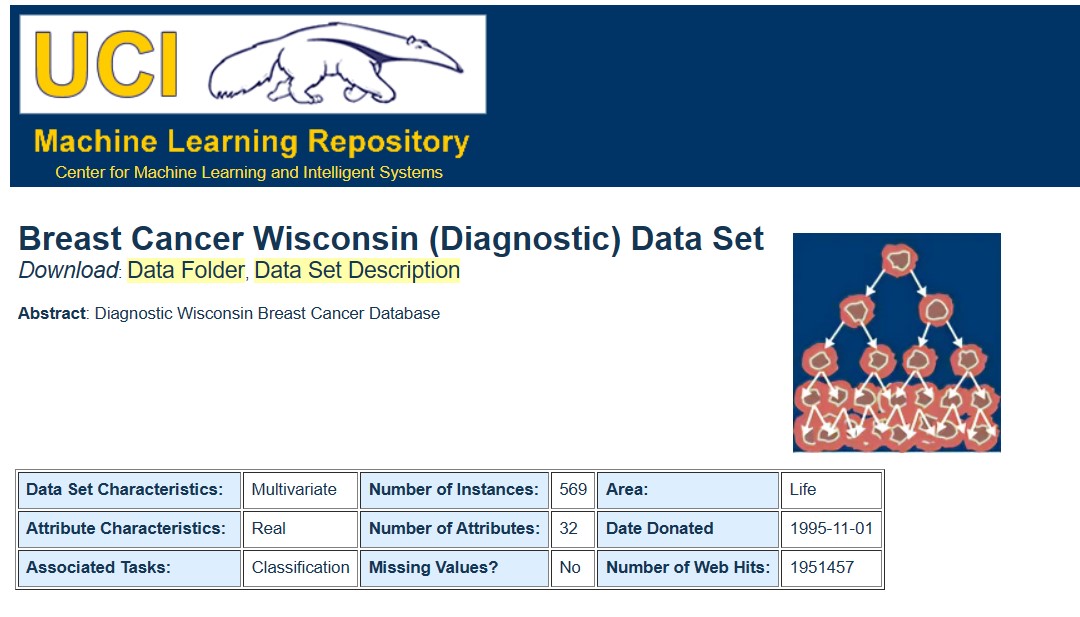 UCI
Machine Learning Repository
Center for Machine Learning and Intelligent Systems
Breast Cancer Wisconsin (Diagnostic) Data Set
Download: Data Folder, Data Set Description
Abstract: Diagnostic Wisconsin Breast Cancer Database
Data Set Characteristics: Multivariate Number of Instances: 569 Area: Life
Attribute Characteristics: Real Number of Attributes: 32 Date Donated 1995-11-01
Associated Tasks: Classification Missing Values? No Number of Web Hits: 1951457